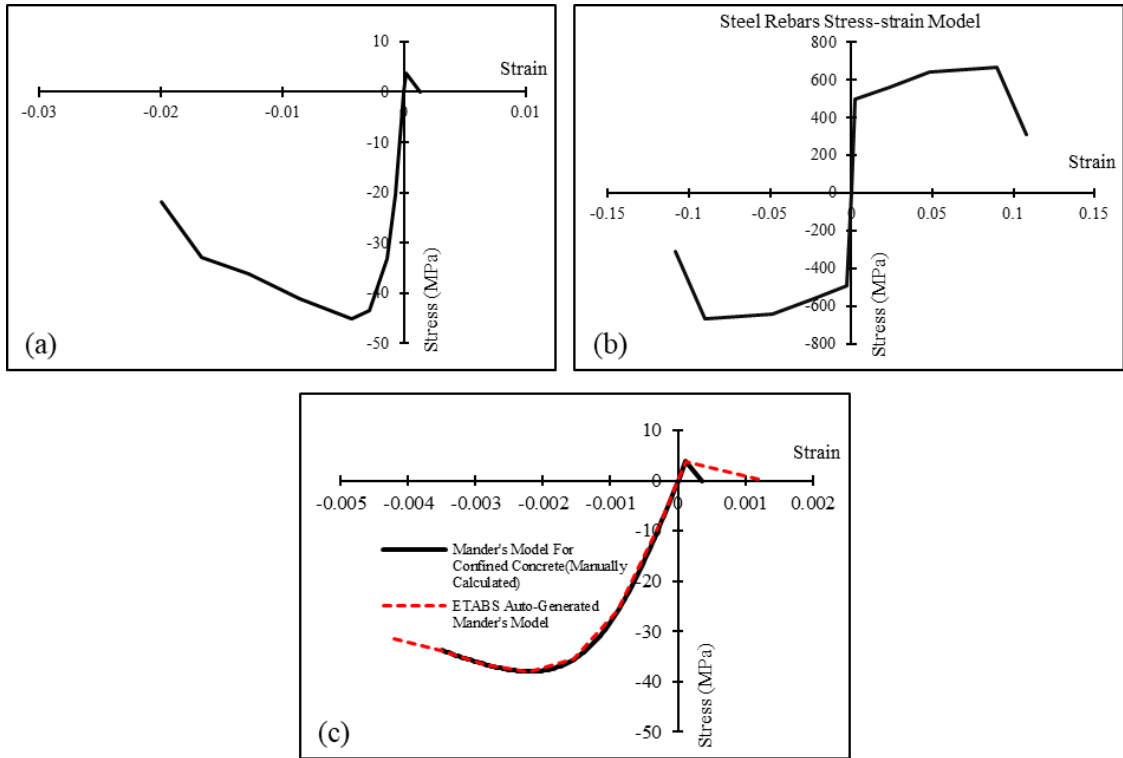 10
Strain
0
-0.03
-0.02
-0.01
0
0.01
-10
-20
-30
-40
-50
Stress (MPa)
(a)
Steel Rebars Stress-strain Model
800
600
400
200
Strain
0
-0.15
-0.1
-0.05
0
0.05
0.1
0.15
-200
-400
-600
-800
Stress (MPa)
(b)
10
Strain
0
-0.005
-0.004
-0.003
-0.002
-0.001
0
0.001
0.002
-10
Mander's Model For
Confined Concrete(Manually
Calculated)
-20
ETABS Auto-Generated
Mander's Model
-30
-40
-50
Stress (MPa)
(c)